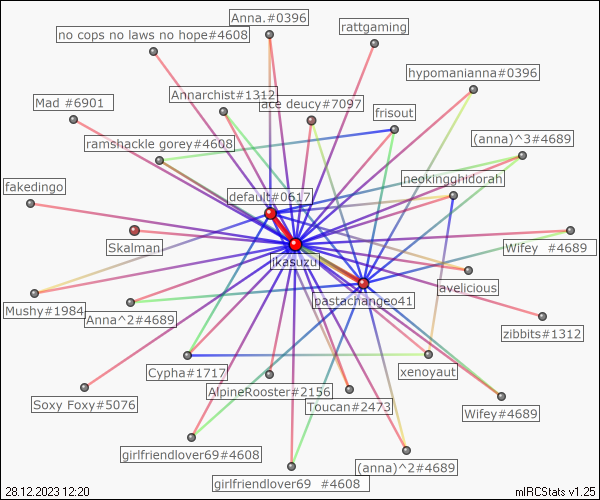 Anna.#0396
rattgaming
no cops no laws no hope#4608
hypomanianna#0396
Annarchist#1312
Mad #6901
ace deucy#7097
frisout
(anna)^3#4689
ramshackle gorey#4608
neokingghidorah
fakedingo
default#0617
Skalman
Wifey #4689
jkasuzu
avelicious
pastachangeo41
Mushy#1984
Anna^2#4689
zibbits#1312
Cypha#1717
xenoyaut
AlpineRooster#2156
Soxy Foxy#5076
Toucan#2473
Wifey#4689
girlfriendlover69#4608
(anna)^2#4689
girlfriendlover69 #4608
28.12.2023 12:20
mIRCStats v1.25